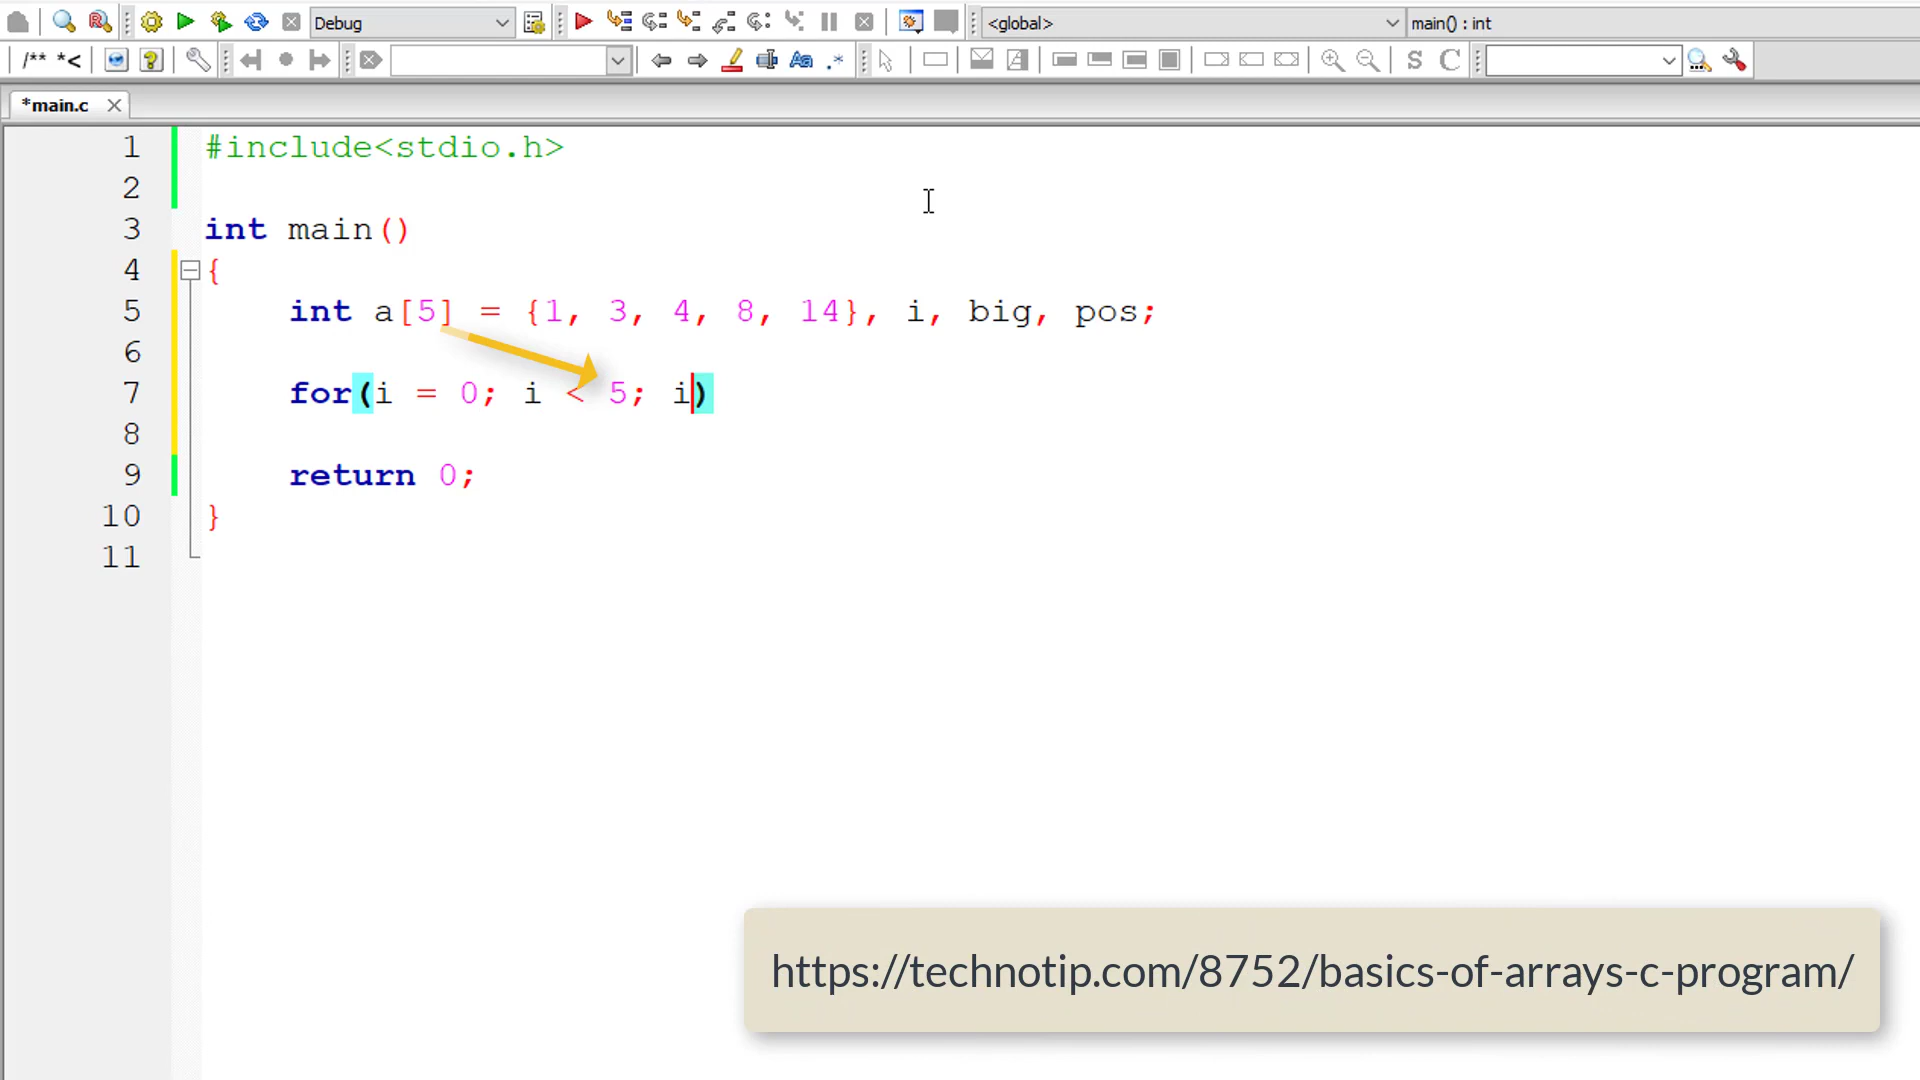 Debug
<global>
main() : int
/** *<
Aa
.*
S
C
*main.c
1 #include<stdio.h>
2
3 int main()
4 {
5 int a[5] = {1, 3, 4, 8, 14}, i, big, pos;
6
7 for(i = 0; i < 5; i)
8
9 return 0;
10 }
11
https://technotip.com/8752/basics-of-arrays-c-program/